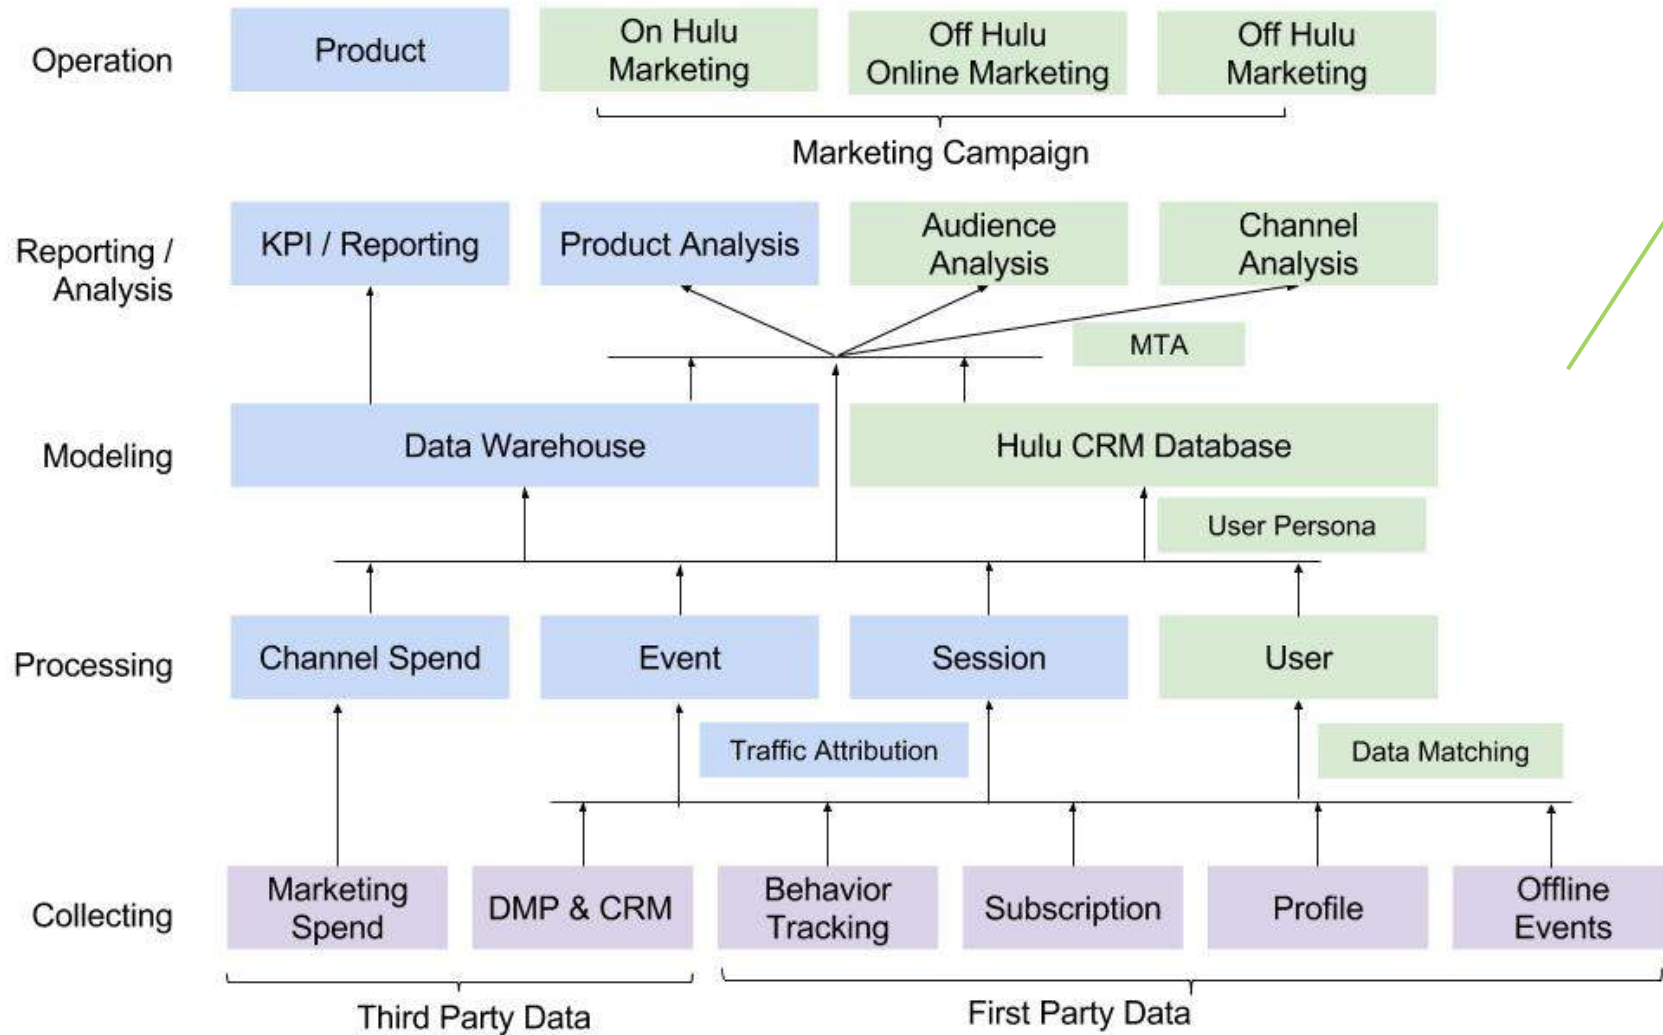 Operation
Product
On Hulu
Marketing
Off Hulu
Online Marketing
Off Hulu
Marketing
Marketing Campaign
Reporting /
Analysis
KPI / Reporting
Product Analysis
Audience
Analysis
Channel
Analysis
MTA
Modeling
Data Warehouse
Hulu CRM Database
User Persona
Processing
Channel Spend
Event
Session
User
Traffic Attribution
Data Matching
Collecting
Marketing
Spend
DMP & CRM
Behavior
Tracking
Subscription
Profile
Offline
Events
Third Party Data
First Party Data